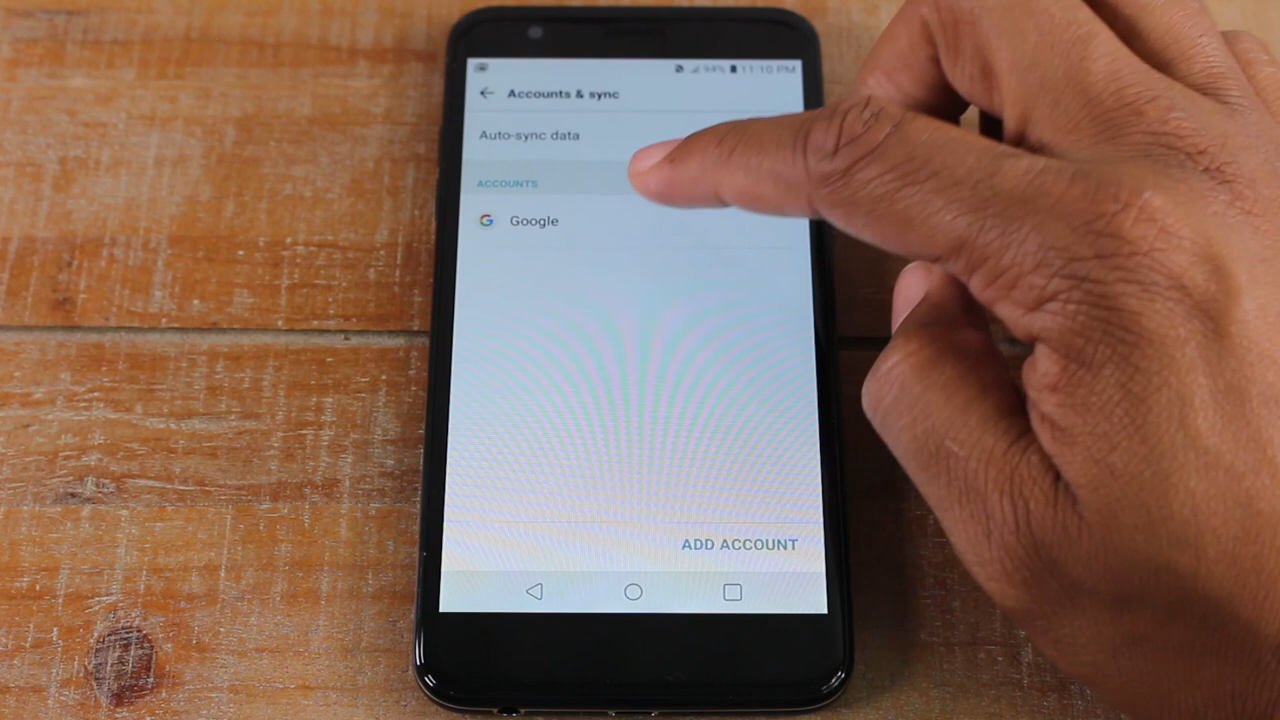 94% 11:10 PM
Accounts & sync
Auto-sync data
ACCOUNTS
Google
ADD ACCOUNT